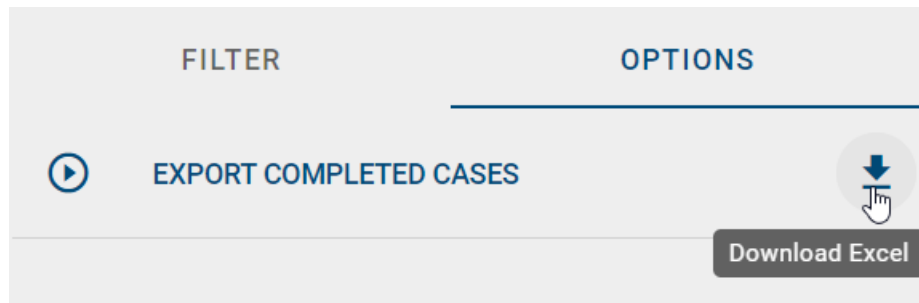 FILTER
OPTIONS
EXPORT COMPLETED CASES
Download Excel